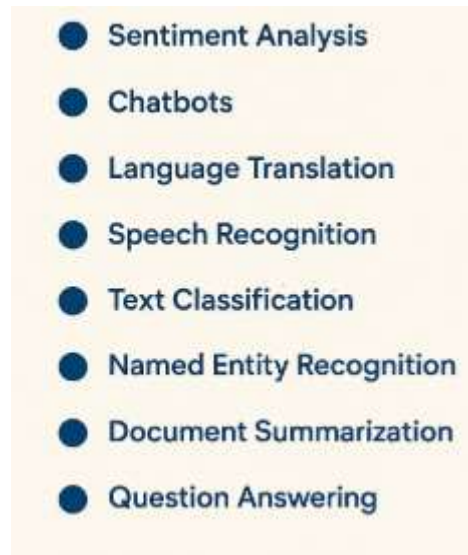 Sentiment Analysis
Chatbots
Language Translation
Speech Recognition
Text Classification
Named Entity Recognition
Document Summarization
Question Answering